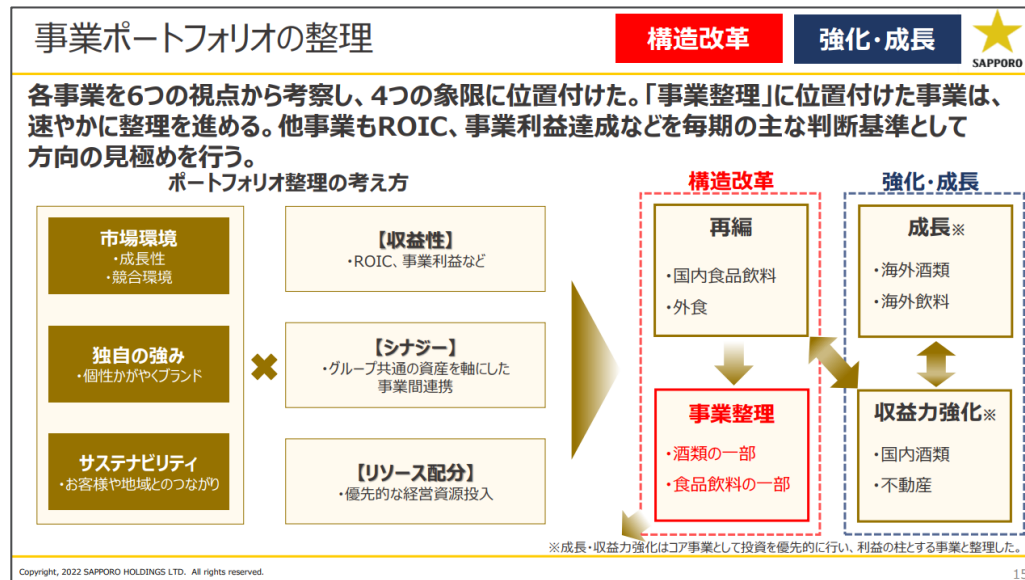 事業ポートフォリオの整理
構造改革
強化・成長
SAPPORO
各事業を6つの視点から考察し、4つの象限に位置付けた。「事業整理」に位置付けた事業は、
速やかに整理を進める。他事業もROIC、事業利益達成などを毎期の主な判断基準として
方向の見極めを行う。
ポートフォリオ整理の考え方
市場環境
・成長性
・競合環境
独自の強み
・個性かがやくブランド
サステナビリティ
・お客様や地域とのつながり
【収益性】
・ROIC、事業利益など
【シナジー】
・グループ共通の資産を軸にした
事業間連携
【リソース配分】
・優先的な経営資源投入
構造改革
再編
・国内食品飲料
・外食
事業整理
・酒類の一部
・食品飲料の一部
強化・成長
成長※
・海外酒類
・海外飲料
収益力強化※
・国内酒類
・不動産
※成長・収益力強化はコア事業として投資を優先的に行い、利益の柱とする事業と整理した。
Copyright, 2022 SAPPORO HOLDINGS LTD. All rights reserved.
15